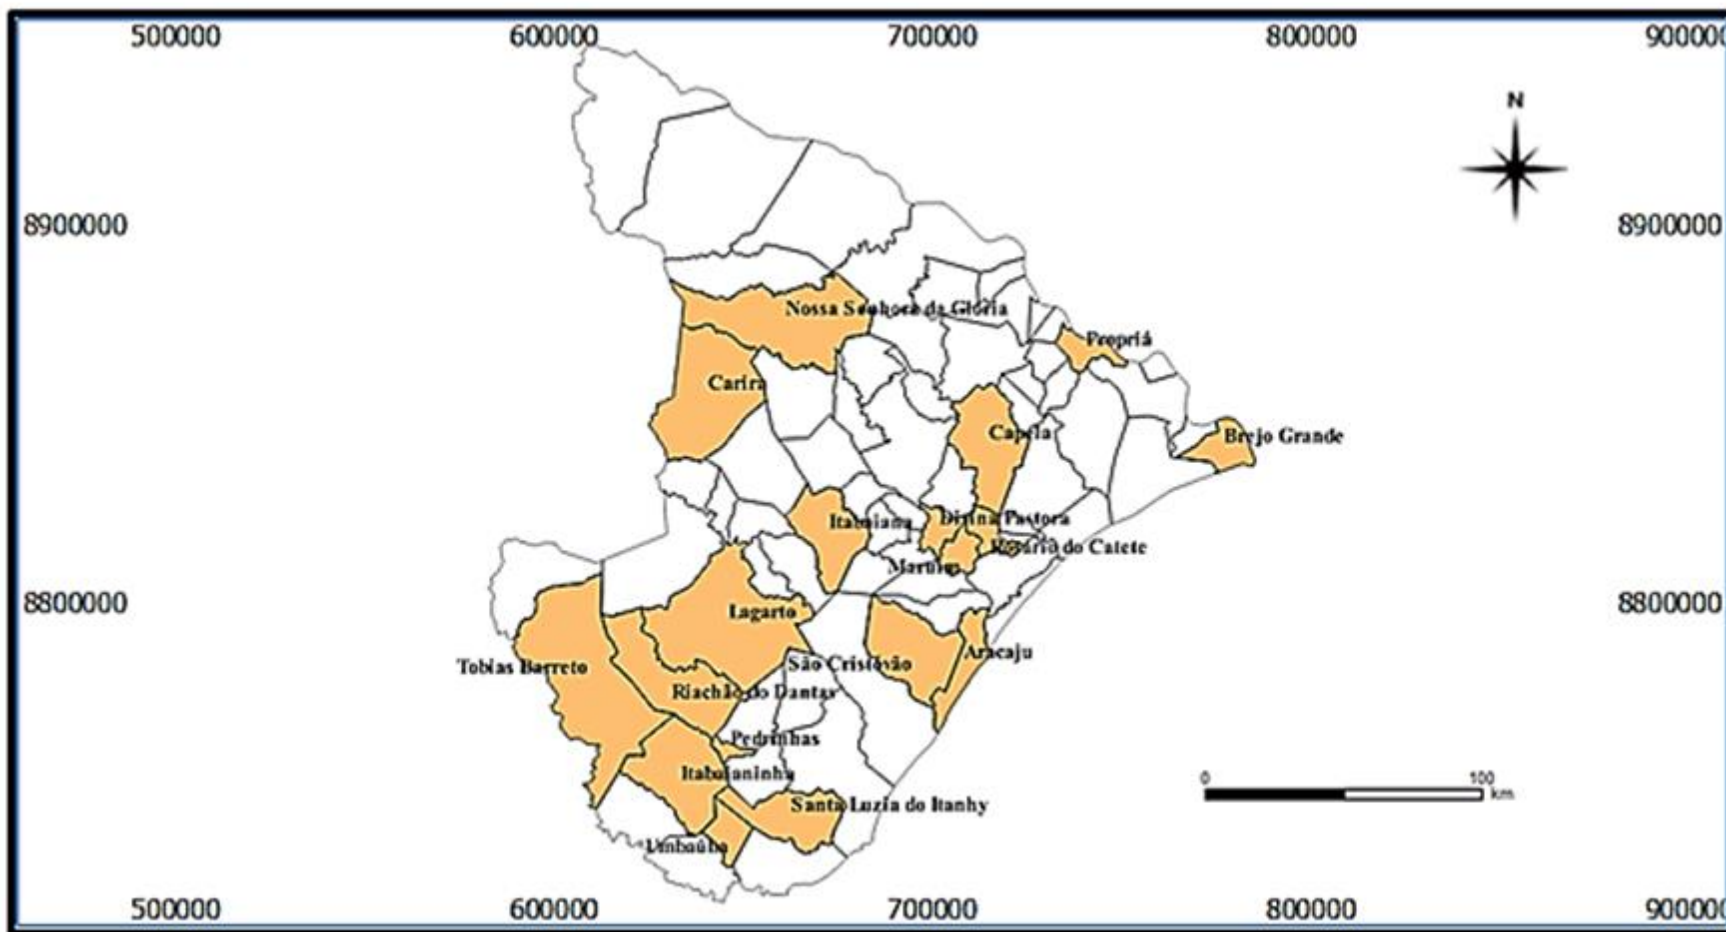 500000 600000 700000 800000 900000
N
8900000 8900000
Nossa Senhora da Glória
Propriá
Carira
Capela
Brejo Grande
Itabaiana
Divina Pastora
Rosário do Catete
Maruim
8800000 8800000
Lagarto
Aracaju
São Cristóvão
Tobias Barreto
Riachão do Dantas
Pedrinhas
Itabaianinha
0 100
km
Santa Luzia do Itanhy
Umbaúba
500000 600000 700000 800000 900000